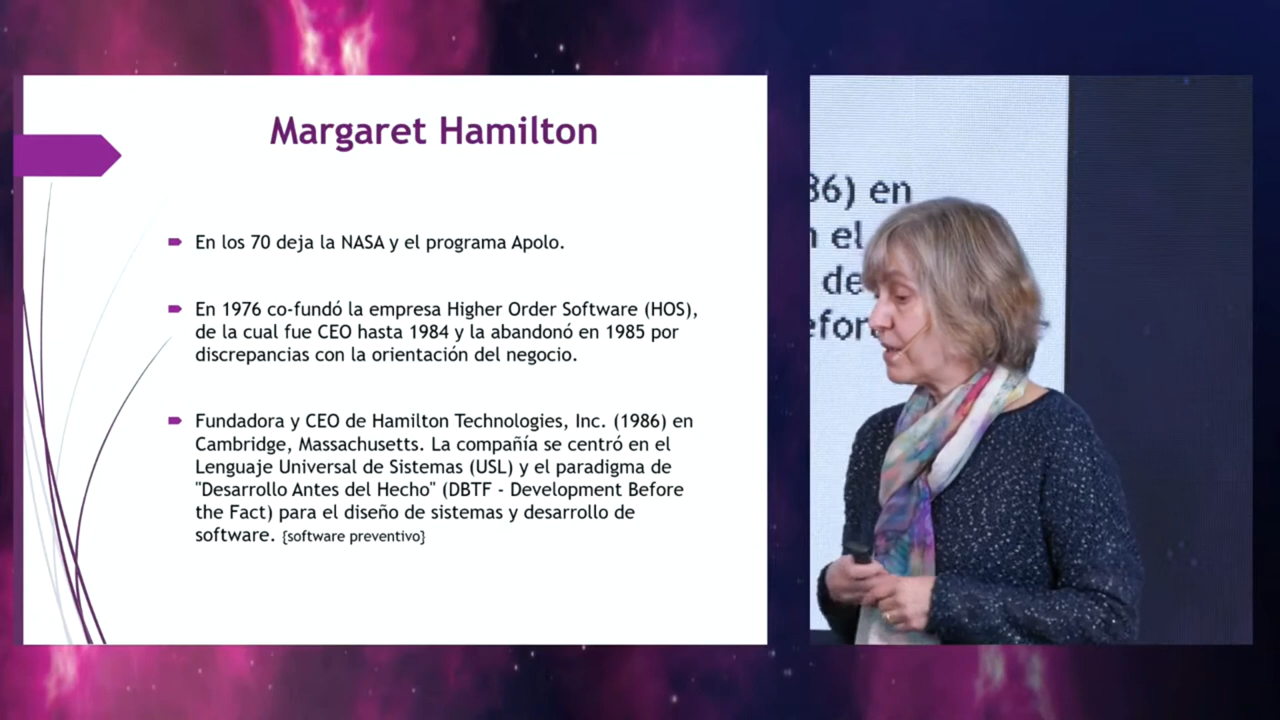 Margaret Hamilton
En los 70 deja la NASA y el programa Apolo.
En 1976 co-fundó la empresa Higher Order Software (HOS),
de la cual fue CEO hasta 1984 y la abandonó en 1985 por
discrepancias con la orientación del negocio.
Fundadora y CEO de Hamilton Technologies, Inc. (1986) en
Cambridge, Massachusetts. La compañía se centró en el
Lenguaje Universal de Sistemas (USL) y el paradigma de
"Desarrollo Antes del Hecho" (DBTF - Development Before
the Fact) para el diseño de sistemas y desarrollo de
software. {software preventivo}
86) en
n el
de
efor